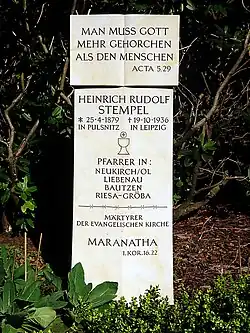 MAN MUSS GOTT
MEHR GEHORCHEN
ALS DEN MENSCHEN
ACTA 5.29
HEINRICH RUDOLF
STEMPEL
* 25·4·1879 †19·10·1936
IN PULSNITZ IN LEIPZIG
PFARRER IN:
NEUKIRCH/OL
LIEBENAU
BAUTZEN
RIESA-GRÖBA
MÄRTYRER
DER EVANGELISCHEN KIRCHE
MARANATHA
1.KOR.16.22